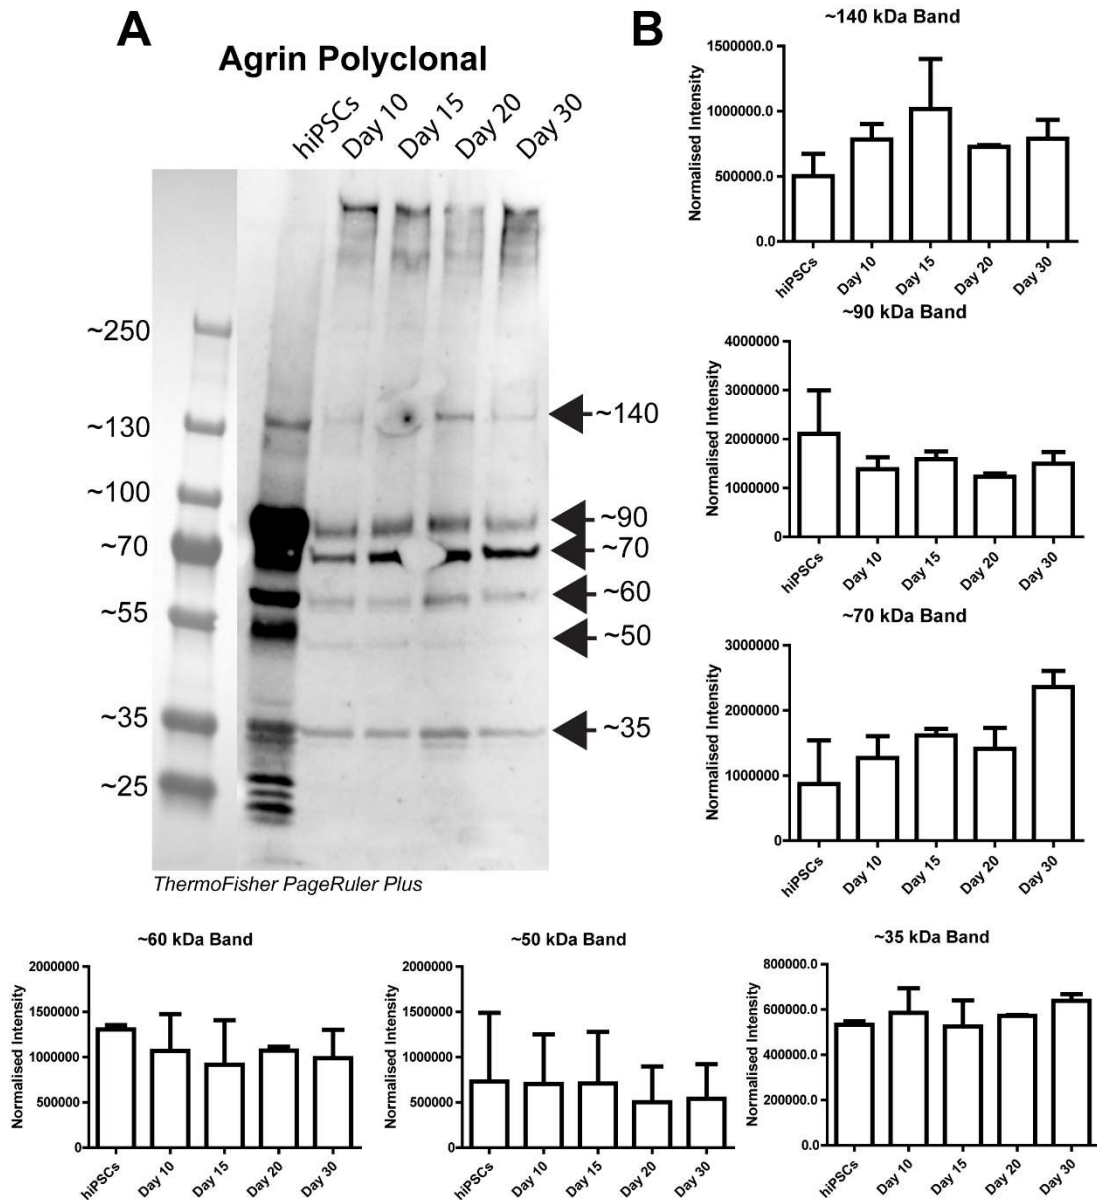 A
Agrin Polyclonal
hiPSCs
Day 10
Day 15
Day 20
Day 30
~250
~130
~100
~70
~55
~35
~25
~140
~90
~70
~60
~50
~35
ThermoFisher PageRuler Plus
B
~140 kDa Band
Normalised Intensity
1500000.0
1000000.0
500000.0
0.0
hiPSCs
Day 10
Day 15
Day 20
Day 30
~90 kDa Band
Normalised Intensity
4000000
3000000
2000000
1000000
0
hiPSCs
Day 10
Day 15
Day 20
Day 30
~70 kDa Band
Normalised Intensity
3000000
2000000
1000000
0
hiPSCs
Day 10
Day 15
Day 20
Day 30
~60 kDa Band
Normalised Intensity
2000000
1500000
1000000
500000
0
hiPSCs
Day 10
Day 15
Day 20
Day 30
~50 kDa Band
Normalised Intensity
2000000
1500000
1000000
500000
0
hiPSCs
Day 10
Day 15
Day 20
Day 30
~35 kDa Band
Normalised Intensity
800000.0
600000.0
400000.0
200000.0
0.0
hiPSCs
Day 10
Day 15
Day 20
Day 30